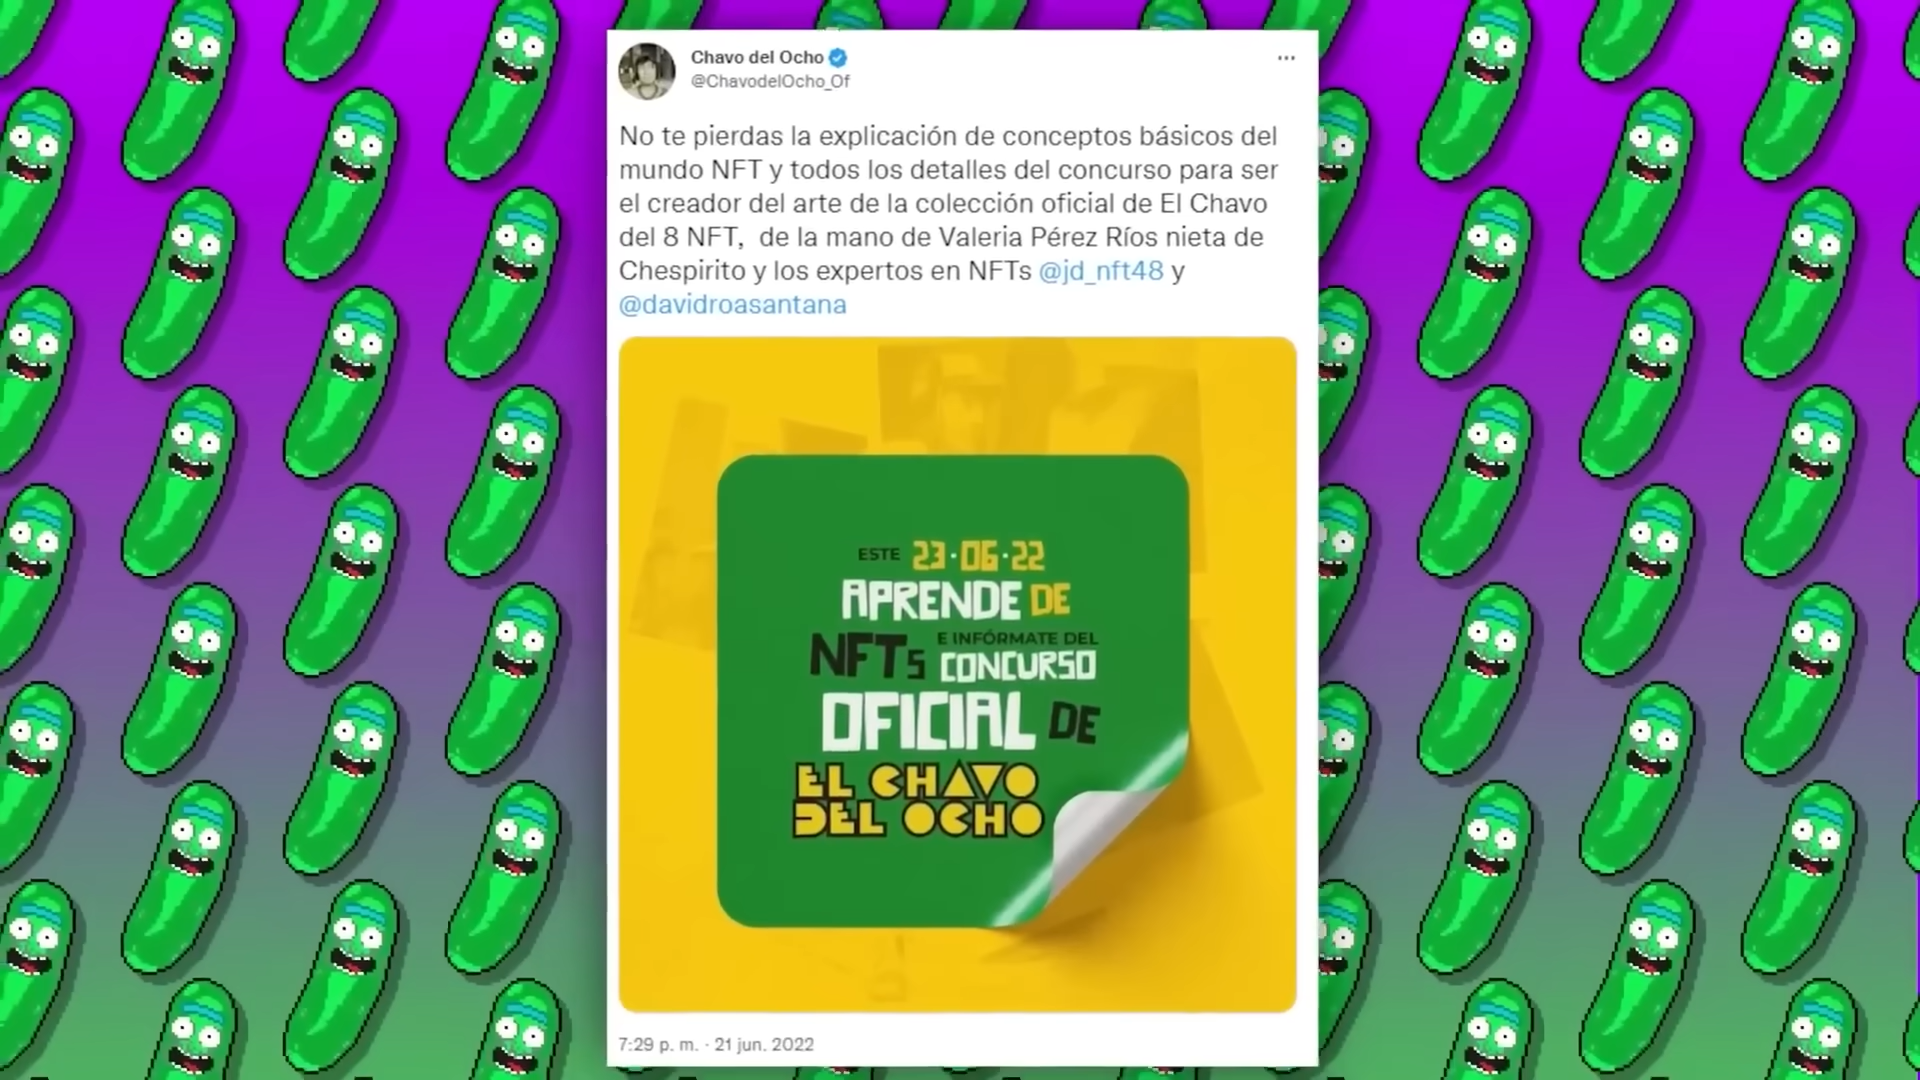 Chavo del Ocho
@ChavodelOcho_Of
No te pierdas la explicación de conceptos básicos del
mundo NFT y todos los detalles del concurso para ser
el creador del arte de la colección oficial de El Chavo
del 8 NFT,  de la mano de Valeria Pérez Ríos nieta de
Chespirito y los expertos en NFTs @jd_nft48 y
@davidroasantana
ESTE 23·06·22
APRENDE DE
NFTs E INFÓRMATE DEL
CONCURSO
OFICIAL DE
EL CHAVO
DEL OCHO
7:29 p. m. · 21 jun. 2022